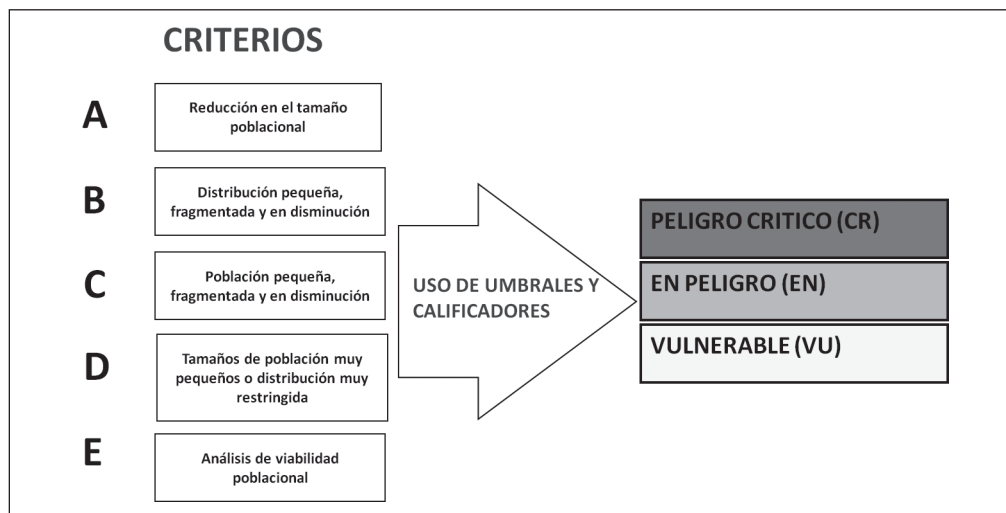 CRITERIOS
A
Reducción en el tamaño
poblacional
B
Distribución pequeña,
fragmentada y en disminución
C
Población pequeña,
fragmentada y en disminución
D
Tamaños de población muy
pequeños o distribución muy
restringida
E
Análisis de viabilidad
poblacional
USO DE UMBRALES Y
CALIFICADORES
PELIGRO CRITICO (CR)
EN PELIGRO (EN)
VULNERABLE (VU)